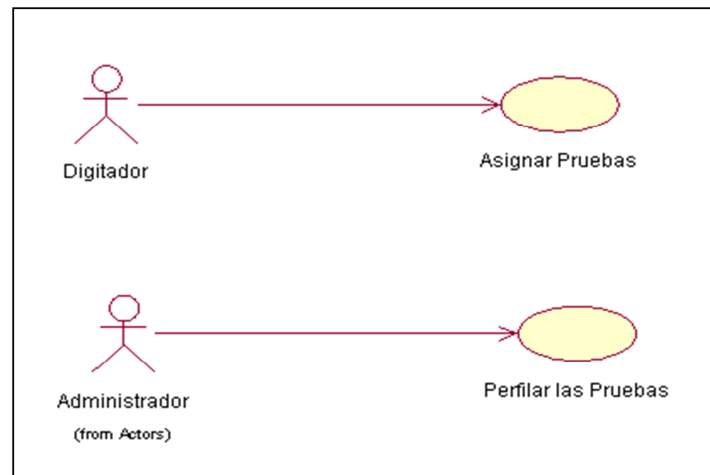 Digitador
Asignar Pruebas
Administrador
(from Actors)
Perfilar las Pruebas